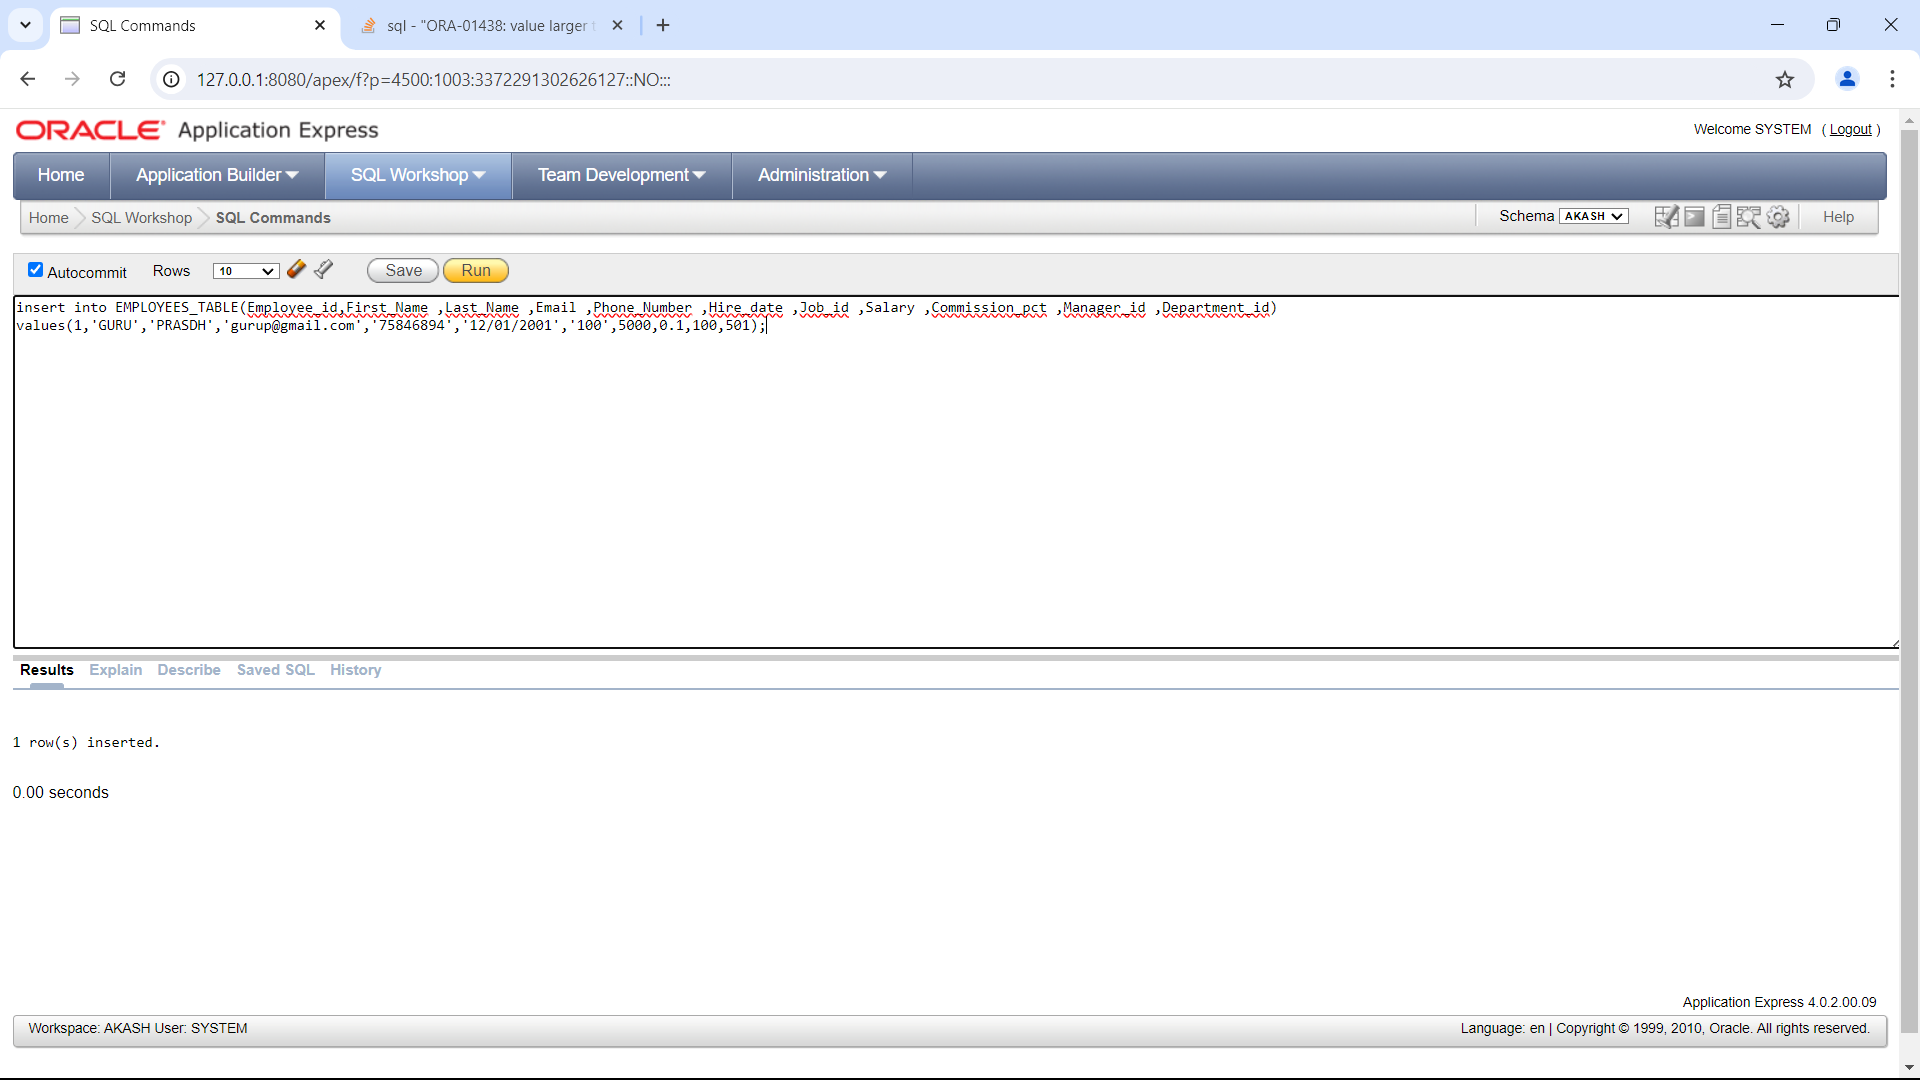 SQL Commands
sql - "ORA-01438: value larger t
127.0.0.1:8080/apex/f?p=4500:1003:3372291302626127::NO:::
ORACLE Application Express
Welcome SYSTEM ( Logout )
Home Application Builder SQL Workshop Team Development Administration
Home SQL Workshop SQL Commands
Schema AKASH Help
Autocommit Rows 10 Save Run
insert into EMPLOYEES_TABLE(Employee_id,First_Name ,Last_Name ,Email ,Phone_Number ,Hire_date ,Job_id ,Salary ,Commission_pct ,Manager_id ,Department_id)
values(1,'GURU','PRASDH','gurup@gmail.com','75846894','12/01/2001','100',5000,0.1,100,501);
Results Explain Describe Saved SQL History
1 row(s) inserted.
0.00 seconds
Application Express 4.0.2.00.09
Workspace: AKASH User: SYSTEM
Language: en | Copyright © 1999, 2010, Oracle. All rights reserved.